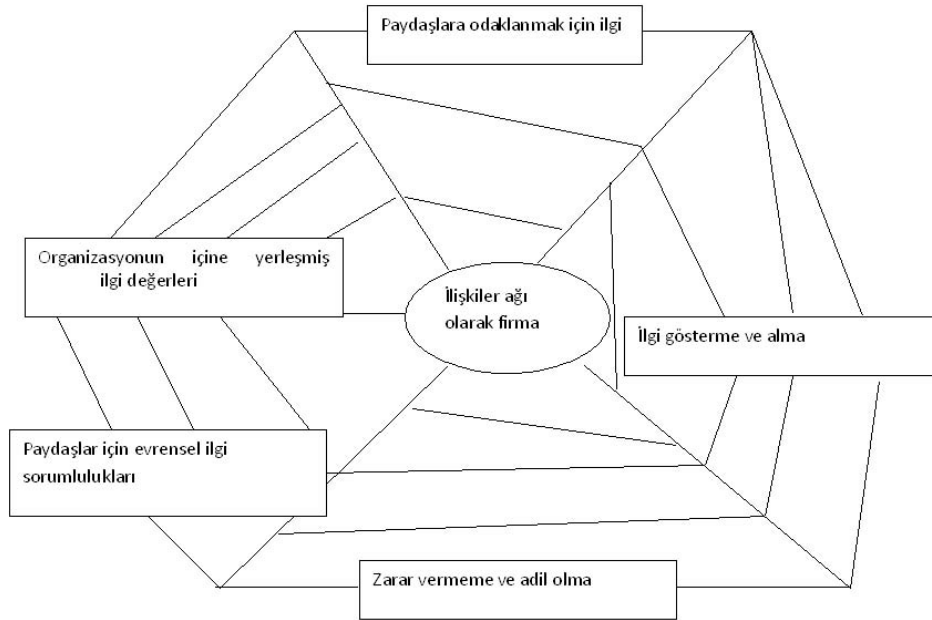 Paydaşlara odaklanmak için ilgi
Organizasyonun içine yerleşmiş
ilgi değerleri
İlişkiler ağı
olarak firma
İlgi gösterme ve alma
Paydaşlar için evrensel ilgi
sorumlulukları
Zarar vermeme ve adil olma